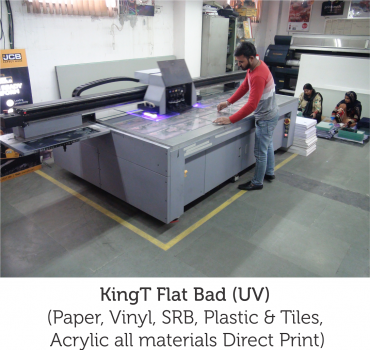 JCB
KingT Flat Bad (UV)
(Paper, Vinyl, SRB, Plastic & Tiles,
Acrylic all materials Direct Print)